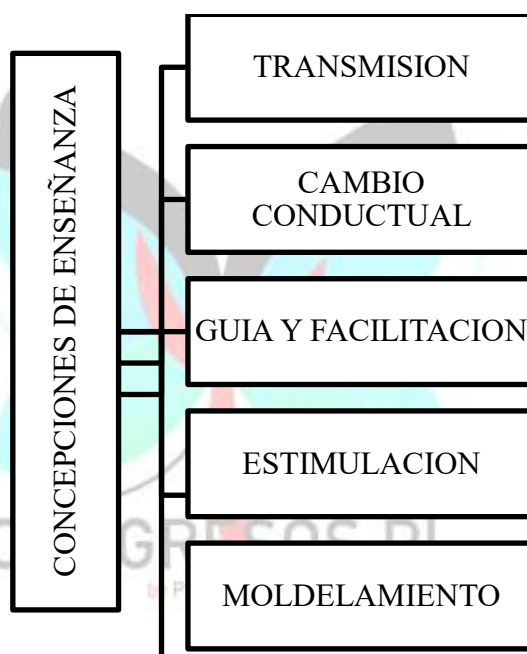 CONCEPCIONES DE ENSEÑANZA
TRANSMISION
CAMBIO
CONDUCTUAL
GUIA Y FACILITACION
ESTIMULACION
MOLDELAMIENTO